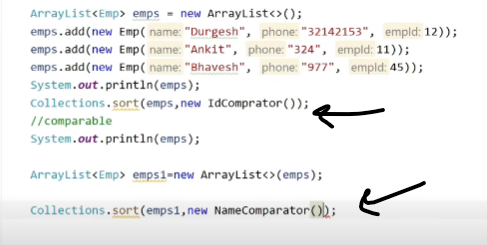 ArrayList<Emp> emps = new ArrayList<>();
emps.add(new Emp( name: "Durgesh", phone: "32142153", empId: 12));
emps.add(new Emp( name: "Ankit", phone: "324", empId: 11));
emps.add(new Emp( name: "Bhavesh", phone: "977", empId: 45));
System.out.println(emps);
Collections.sort(emps,new IdComprator());
//comparable
System.out.println(emps);
ArrayList<Emp> emps1=new ArrayList<>(emps);
Collections.sort(emps1,new NameComparator());